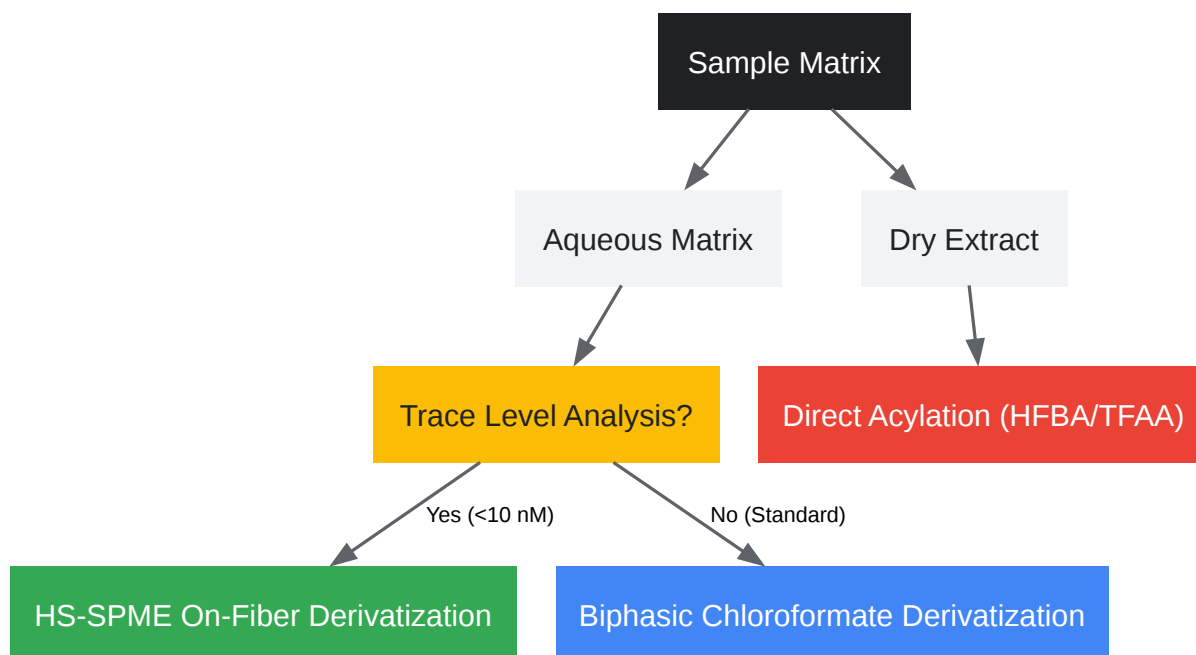 Sample Matrix
Aqueous Matrix
Dry Extract
Trace Level Analysis?
Direct Acylation (HFBA/TFAA)
Yes (<10 nM)
No (Standard)
HS-SPME On-Fiber Derivatization
Biphasic Chloroformate Derivatization